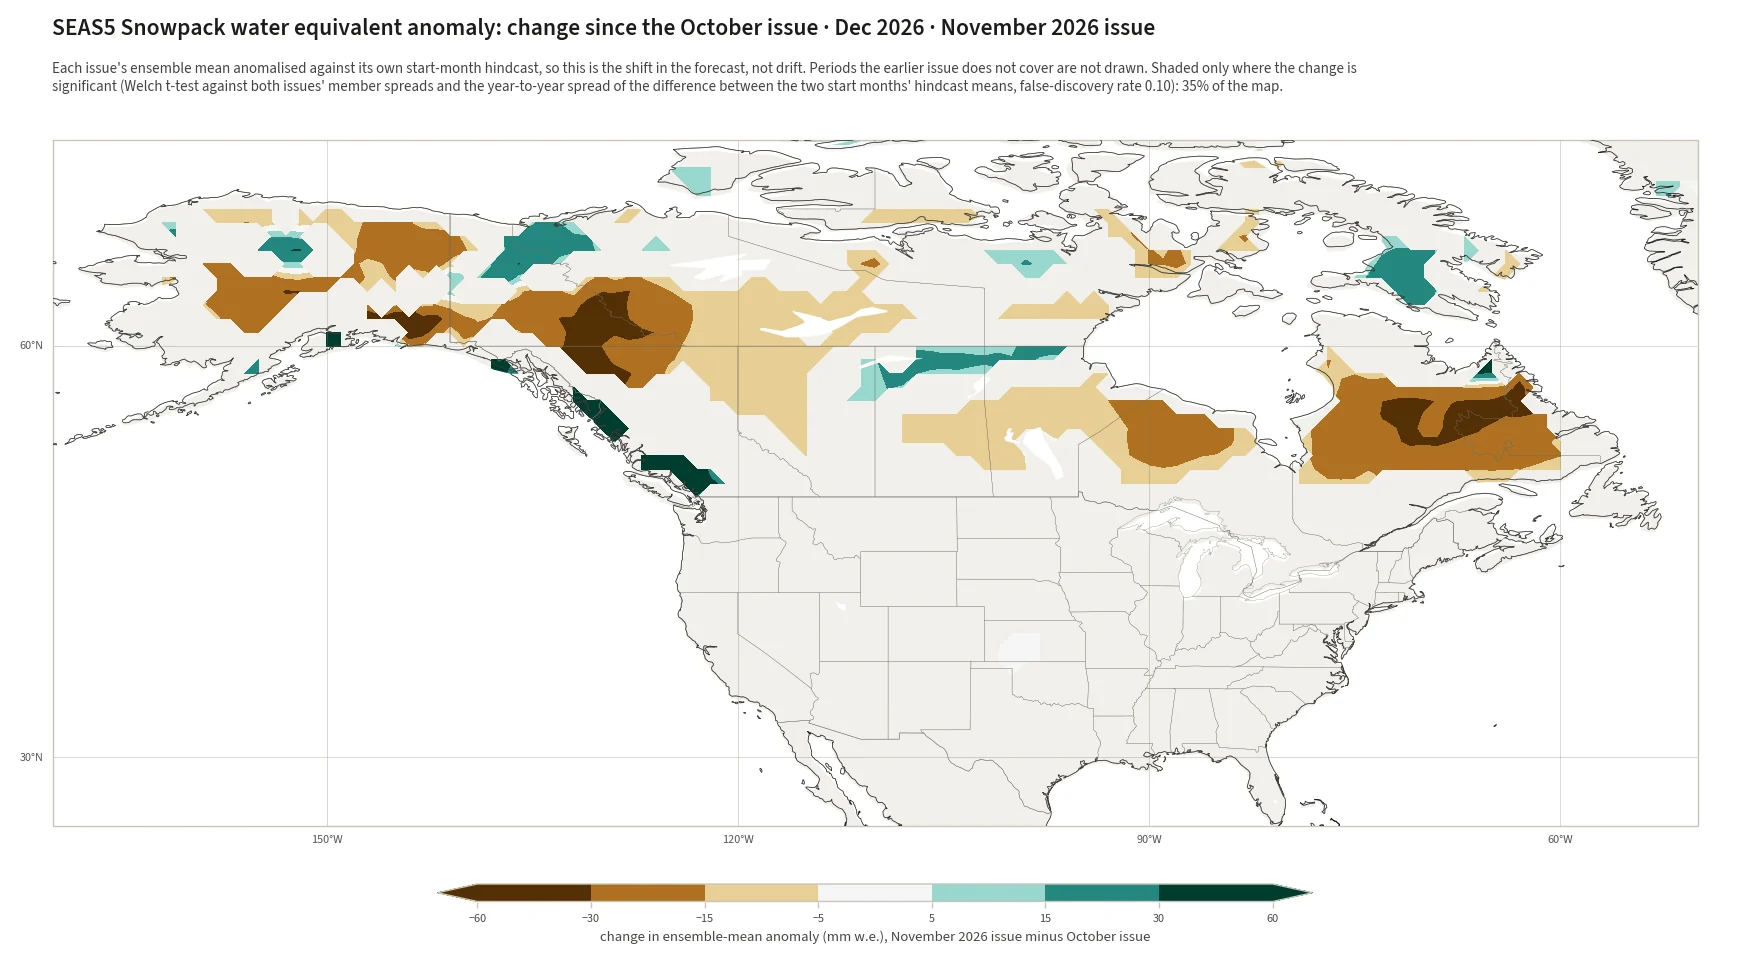 SEAS5 Snowpack water equivalent anomaly: change since the October issue · Dec 2026 · November 2026 issue
Each issue's ensemble mean anomalised against its own start-month hindcast, so this is the shift in the forecast, not drift. Periods the earlier issue does not cover are not drawn. Shaded only where the change is
significant (Welch t-test against both issues' member spreads and the year-to-year spread of the difference between the two start months' hindcast means, false-discovery rate 0.10): 35% of the map.
60°N
30°N
150°W 120°W 90°W 60°W
−60 −30 −15 −5 5 15 30 60
change in ensemble-mean anomaly (mm w.e.), November 2026 issue minus October issue